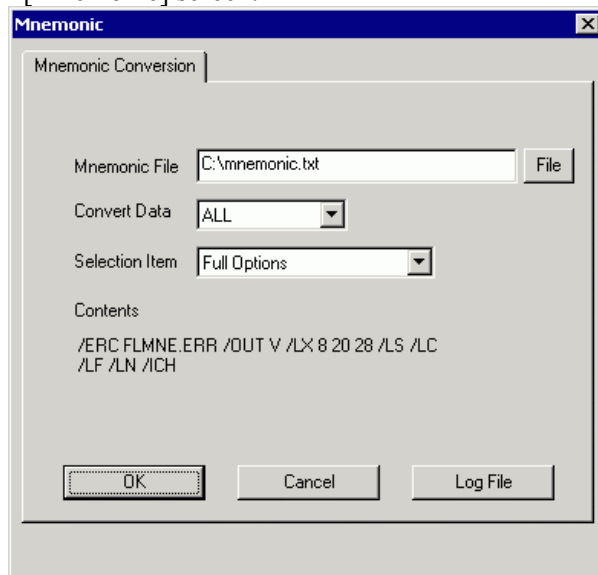 Mnemonic
Mnemonic Conversion
Mnemonic File C:\mnemonic.txt File
Convert Data ALL
Selection Item Full Options
Contents
/ERC FLMNE.ERR /OUT V /LX 8 20 28 /LS /LC
/LF /LN /ICH
OK Cancel Log File